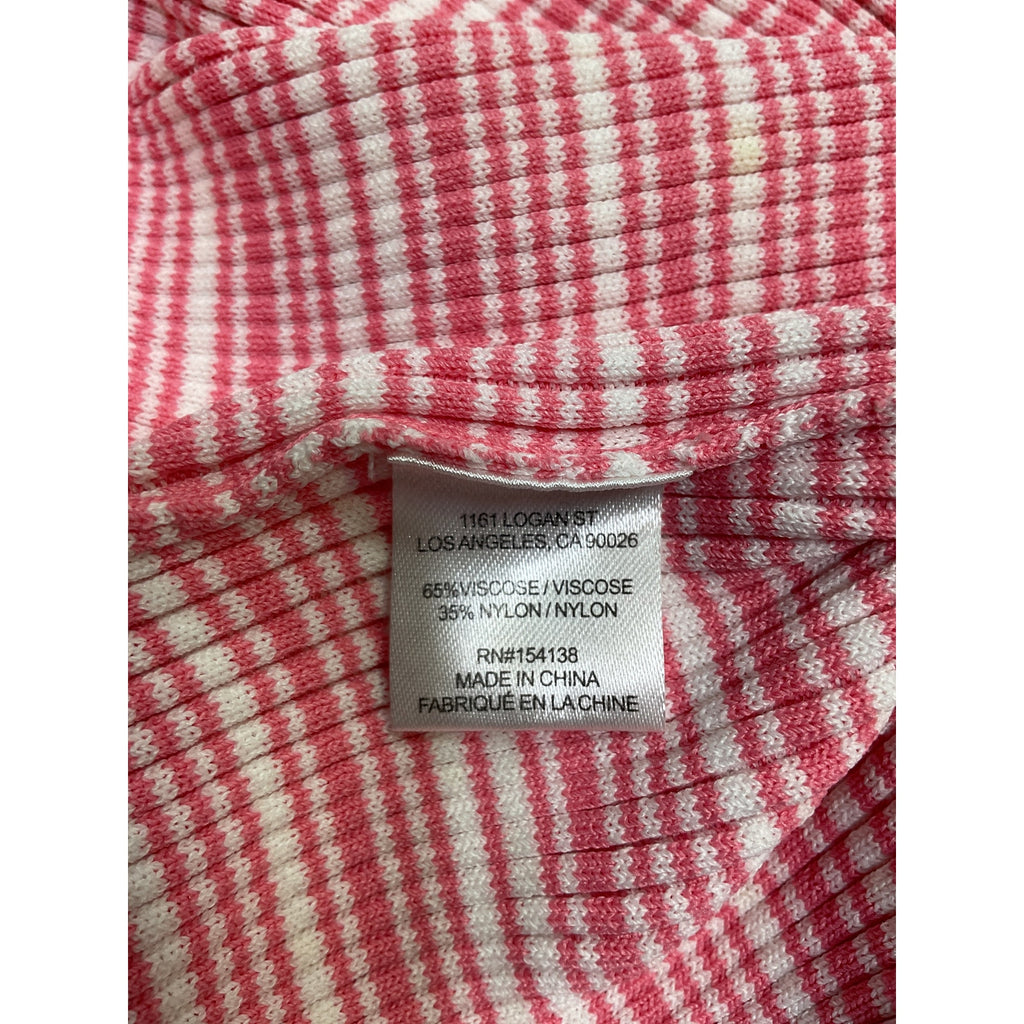 1161 LOGAN ST
LOS ANGELES, CA 90026
65%VISCOSE / VISCOSE
35% NYLON / NYLON
RN#154138
MADE IN CHINA
FABRIQUÉ EN LA CHINE